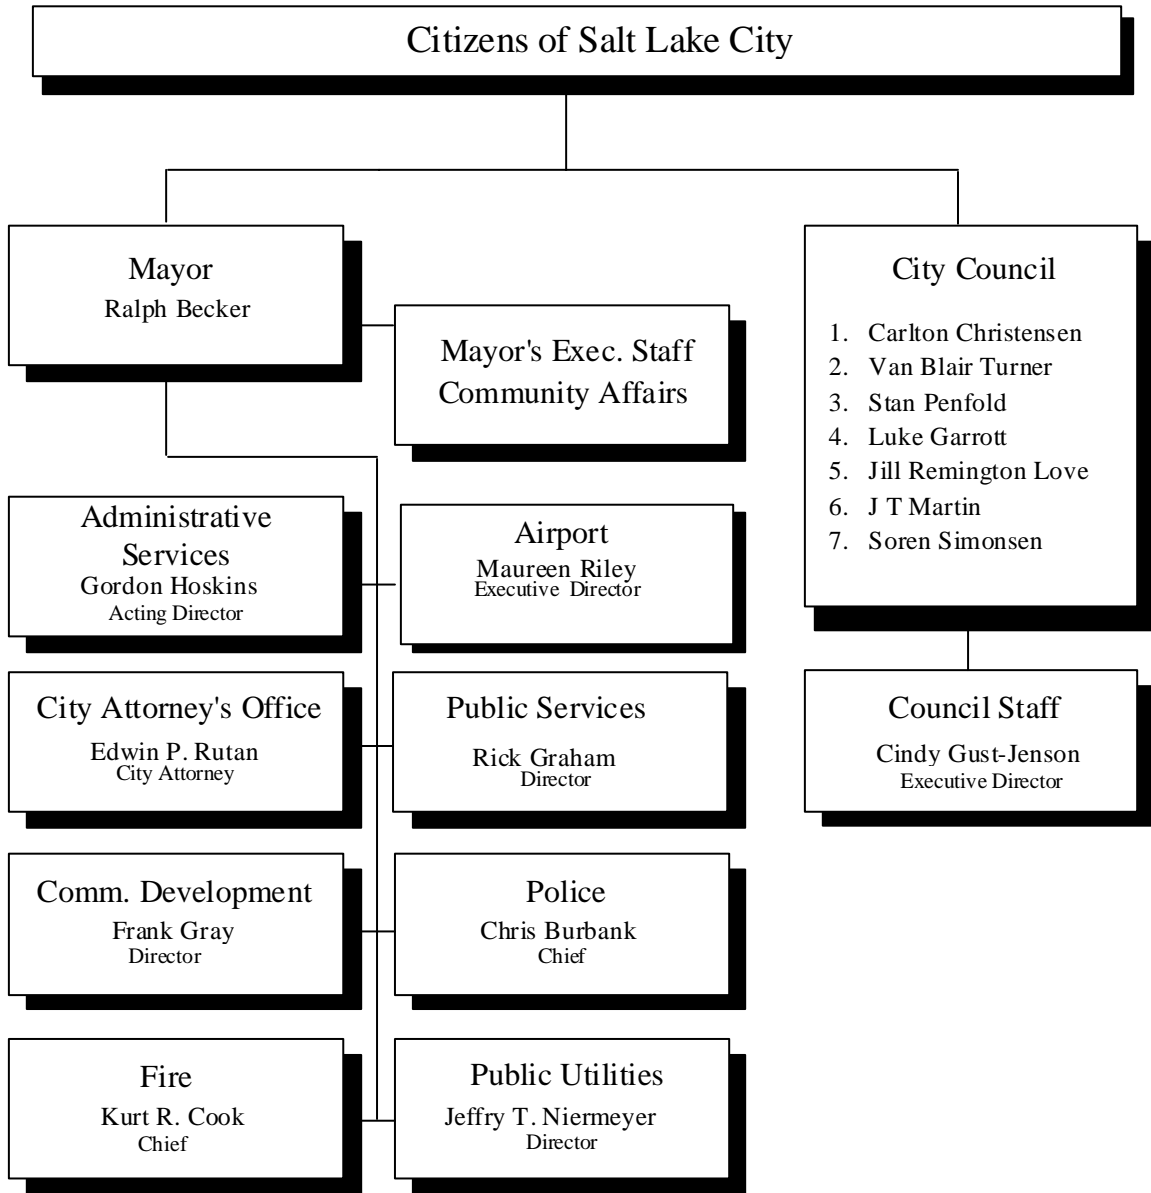 Citizens of Salt Lake City
Mayor
Ralph Becker
Mayor's Exec. Staff
Community Affairs
City Council
1. Carlton Christensen
2. Van Blair Turner
3. Stan Penfold
4. Luke Garrott
5. Jill Remington Love
6. J T Martin
7. Soren Simonsen
Administrative
Services
Gordon Hoskins
Acting Director
Airport
Maureen Riley
Executive Director
City Attorney's Office
Edwin P. Rutan
City Attorney
Public Services
Rick Graham
Director
Council Staff
Cindy Gust-Jenson
Executive Director
Comm. Development
Frank Gray
Director
Police
Chris Burbank
Chief
Fire
Kurt R. Cook
Chief
Public Utilities
Jeffry T. Niermeyer
Director